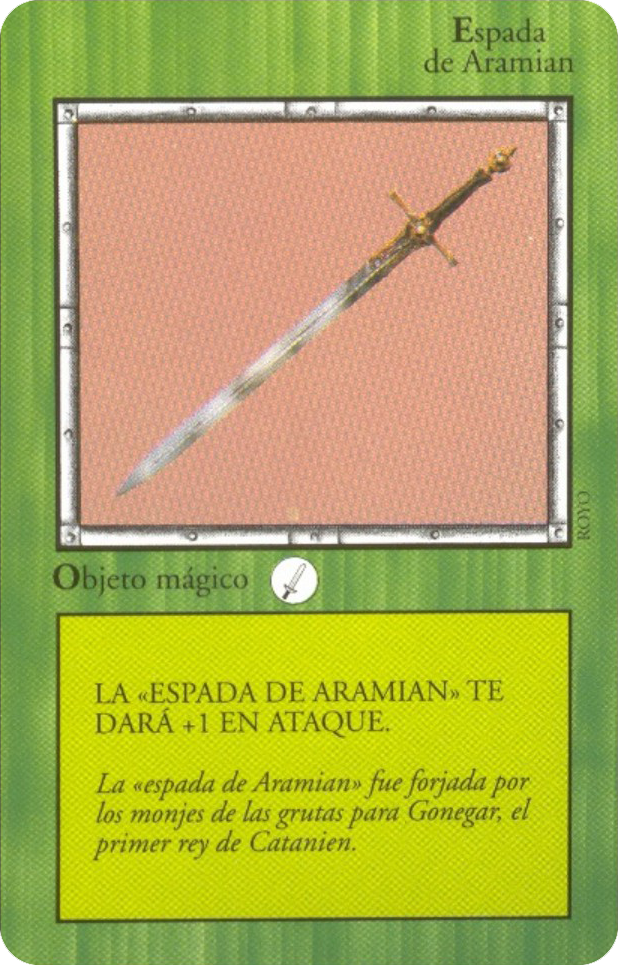 Espada
de Aramian
ROYO
Objeto mágico
LA «ESPADA DE ARAMIAN» TE
DARÁ +1 EN ATAQUE.
La «espada de Aramian» fue forjada por
los monjes de las grutas para Gonegar, el
primer rey de Catanien.